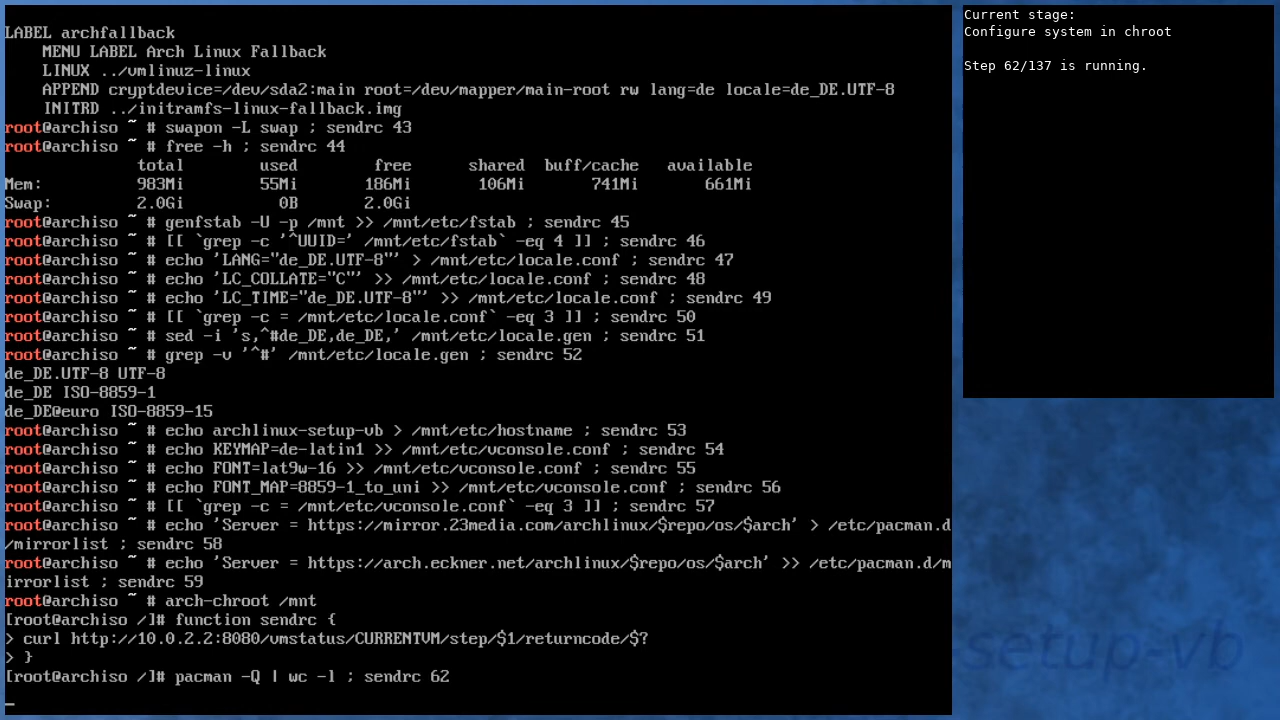 LABEL archfallback
    MENU LABEL Arch Linux Fallback
    LINUX ../vmlinuz-linux
    APPEND cryptdevice=/dev/sda2:main root=/dev/mapper/main-root rw lang=de locale=de_DE.UTF-8
    INITRD ../initramfs-linux-fallback.img
root@archiso ~ # swapon -L swap ; sendrc 43
root@archiso ~ # free -h ; sendrc 44
              total        used        free      shared  buff/cache   available
Mem:          983Mi        55Mi       186Mi       106Mi       741Mi       661Mi
Swap:         2.0Gi          0B       2.0Gi
root@archiso ~ # genfstab -U -p /mnt >> /mnt/etc/fstab ; sendrc 45
root@archiso ~ # [[ `grep -c '^UUID=' /mnt/etc/fstab` -eq 4 ]] ; sendrc 46
root@archiso ~ # echo 'LANG="de_DE.UTF-8"' > /mnt/etc/locale.conf ; sendrc 47
root@archiso ~ # echo 'LC_COLLATE="C"' >> /mnt/etc/locale.conf ; sendrc 48
root@archiso ~ # echo 'LC_TIME="de_DE.UTF-8"' >> /mnt/etc/locale.conf ; sendrc 49
root@archiso ~ # [[ `grep -c = /mnt/etc/locale.conf` -eq 3 ]] ; sendrc 50
root@archiso ~ # sed -i 's,^#de_DE,de_DE,' /mnt/etc/locale.gen ; sendrc 51
root@archiso ~ # grep -v '^#' /mnt/etc/locale.gen ; sendrc 52
de_DE.UTF-8 UTF-8
de_DE ISO-8859-1
de_DE@euro ISO-8859-15
root@archiso ~ # echo archlinux-setup-vb > /mnt/etc/hostname ; sendrc 53
root@archiso ~ # echo KEYMAP=de-latin1 >> /mnt/etc/vconsole.conf ; sendrc 54
root@archiso ~ # echo FONT=lat9w-16 >> /mnt/etc/vconsole.conf ; sendrc 55
root@archiso ~ # echo FONT_MAP=8859-1_to_uni >> /mnt/etc/vconsole.conf ; sendrc 56
root@archiso ~ # [[ `grep -c = /mnt/etc/vconsole.conf` -eq 3 ]] ; sendrc 57
root@archiso ~ # echo 'Server = https://mirror.23media.com/archlinux/$repo/os/$arch' > /etc/pacman.d
/mirrorlist ; sendrc 58
root@archiso ~ # echo 'Server = https://arch.eckner.net/archlinux/$repo/os/$arch' >> /etc/pacman.d/m
irrorlist ; sendrc 59
root@archiso ~ # arch-chroot /mnt
[root@archiso /]# function sendrc {
> curl http://10.0.2.2:8080/vmstatus/CURRENTVM/step/$1/returncode/$?
> }
[root@archiso /]# pacman -Q | wc -l ; sendrc 62
Current stage:
Configure system in chroot
Step 62/137 is running.
setup-vb